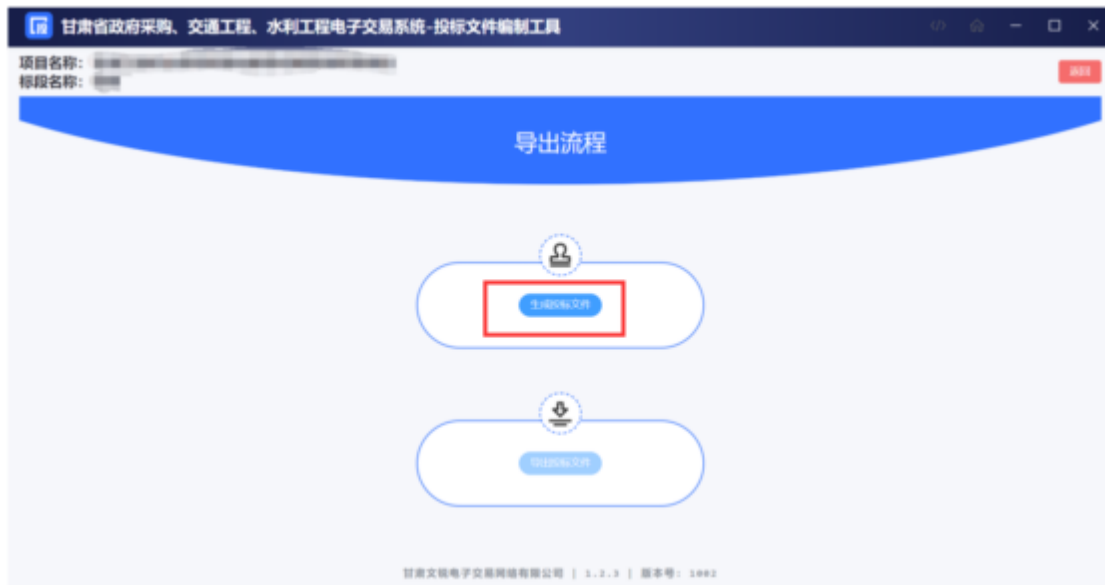 甘肃省政府采购、交通工程、水利工程电子交易系统-投标文件编制工具
项目名称：
标段名称：
返回
导出流程
生成投标文件
导出投标文件
甘肃文锐电子交易网络有限公司 | 1.2.3 | 版本号: 1002